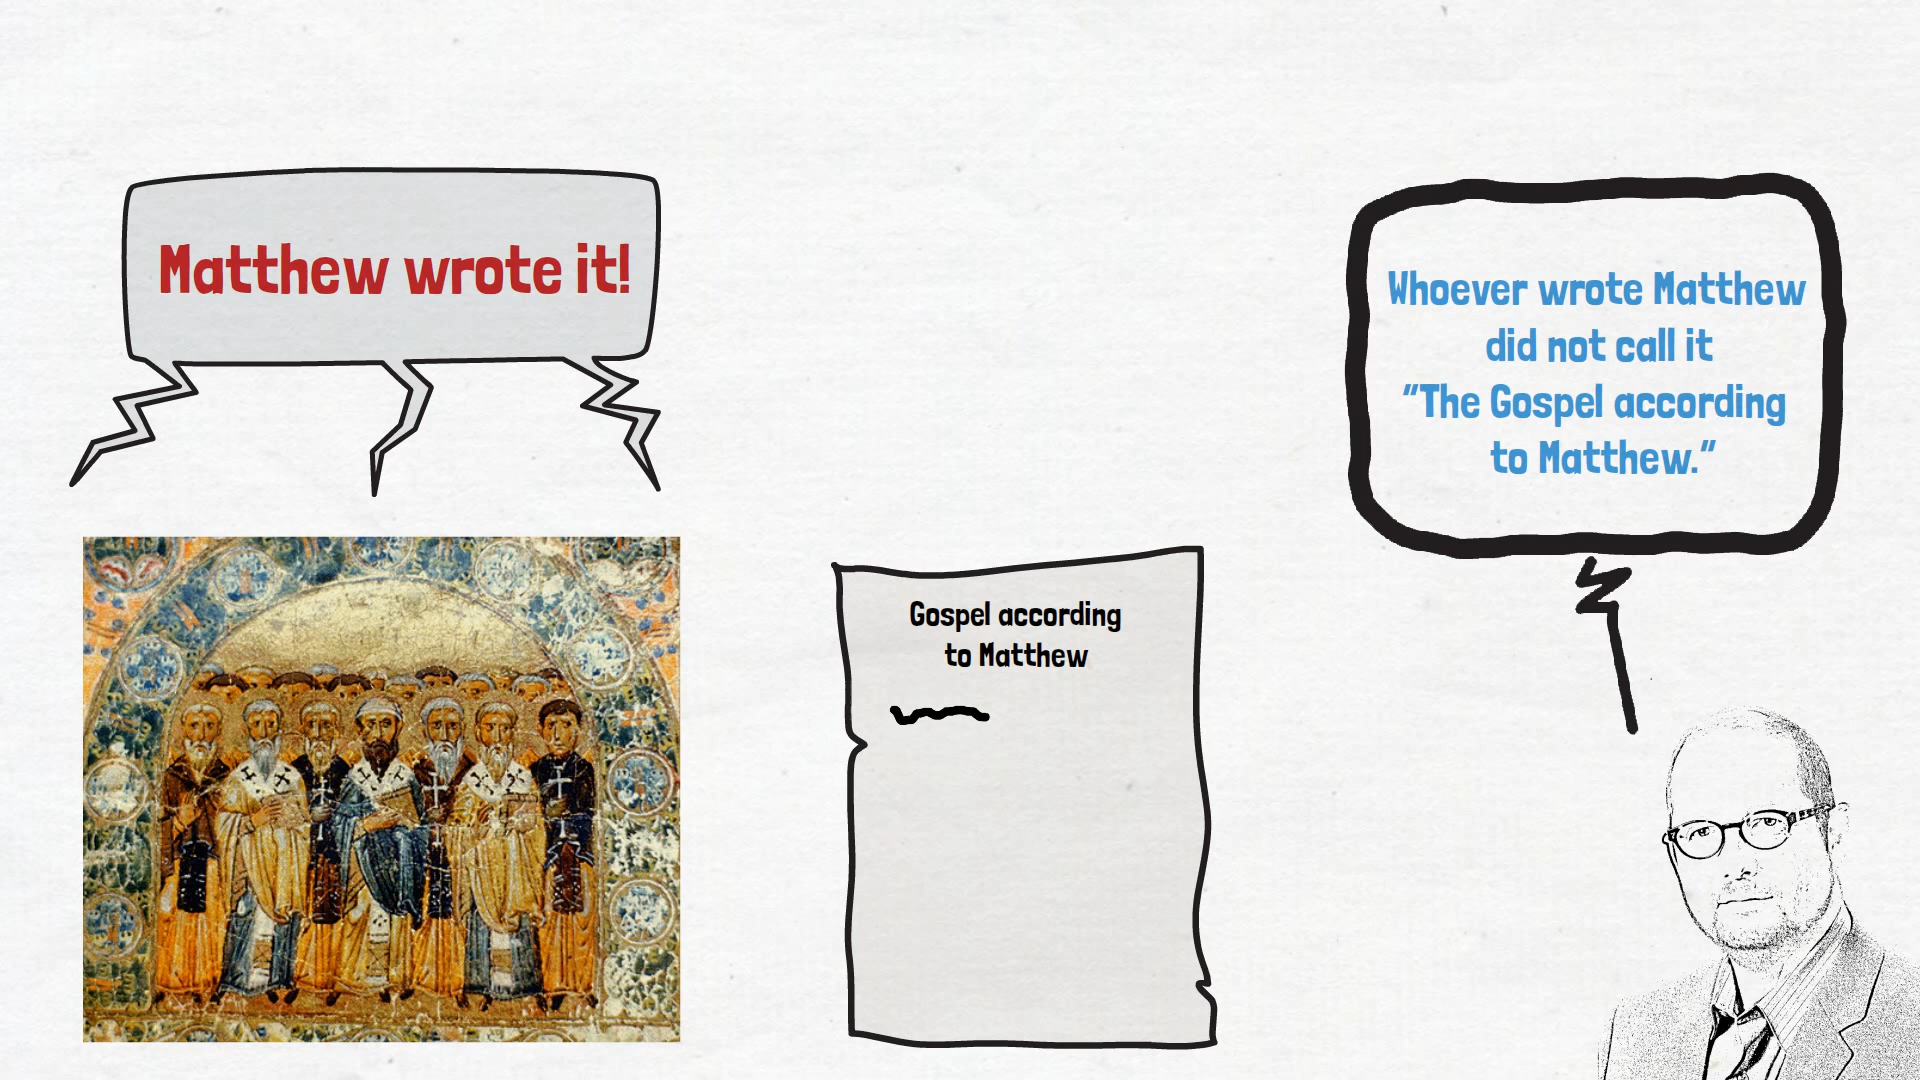 Matthew wrote it!
Gospel according
to Matthew
Whoever wrote Matthew
did not call it
“The Gospel according
to Matthew.”